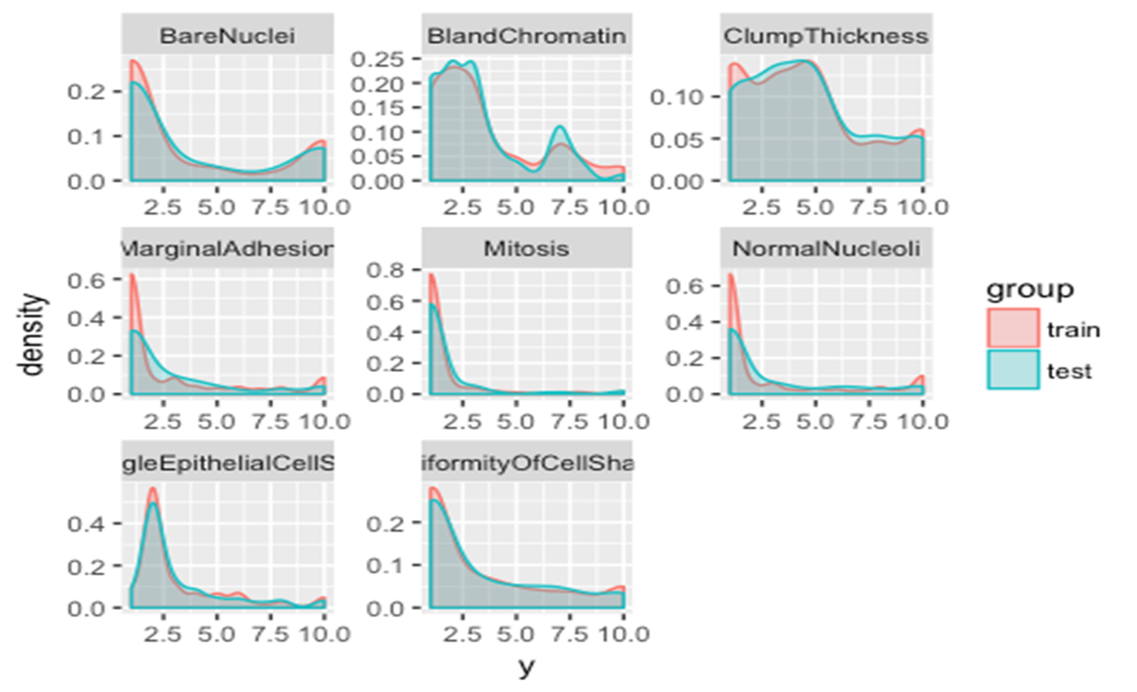 BareNuclei BlandChromatin ClumpThickness
0.2
0.1
0.0
2.5 5.0 7.5 10.0
0.25
0.20
0.15
0.10
0.05
0.00
2.5 5.0 7.5 10.0
0.10
0.05
0.00
2.5 5.0 7.5 10.0
MarginalAdhesion Mitosis NormalNucleoli
0.6
0.4
0.2
0.0
2.5 5.0 7.5 10.0
0.8
0.6
0.4
0.2
0.0
2.5 5.0 7.5 10.0
0.6
0.4
0.2
0.0
2.5 5.0 7.5 10.0
gleEpithelialCellS iformityOfCellSha
0.4
0.2
0.0
2.5 5.0 7.5 10.0
0.2
0.1
0.0
2.5 5.0 7.5 10.0
density
y
group
train
test